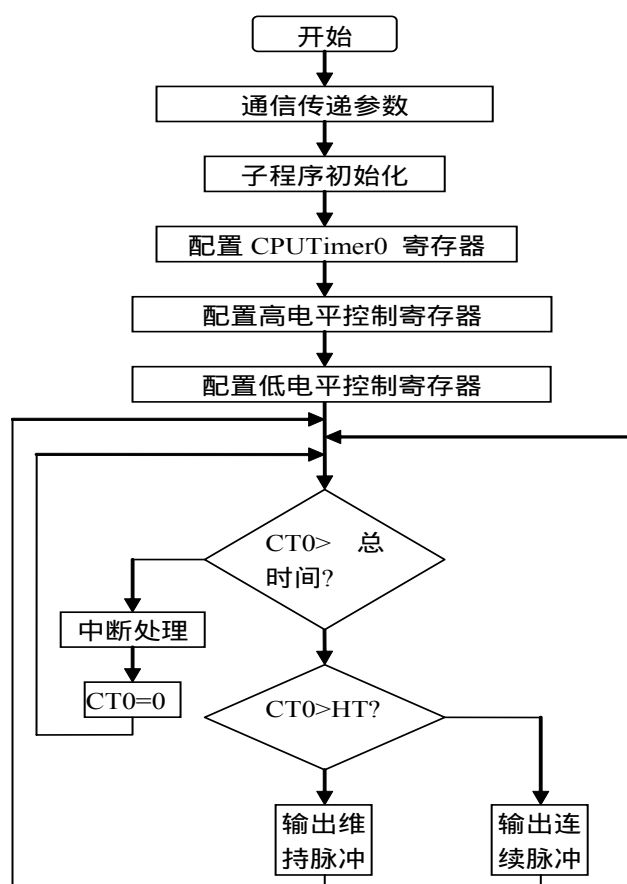 开始
通信传递参数
子程序初始化
配置 CPUTimer0 寄存器
配置高电平控制寄存器
配置低电平控制寄存器
CT0> 总
时间?
中断处理
CT0=0
CT0>HT?
输出维
持脉冲
输出连
续脉冲